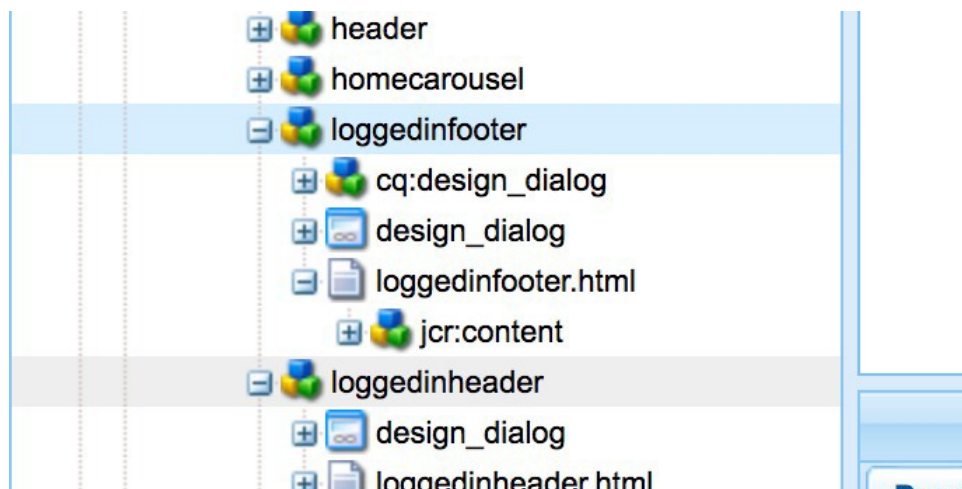 header
homecarousel
loggedinfooter
cq:design_dialog
design_dialog
loggedinfooter.html
jcr:content
loggedinheader
design_dialog
loggedinheader.html